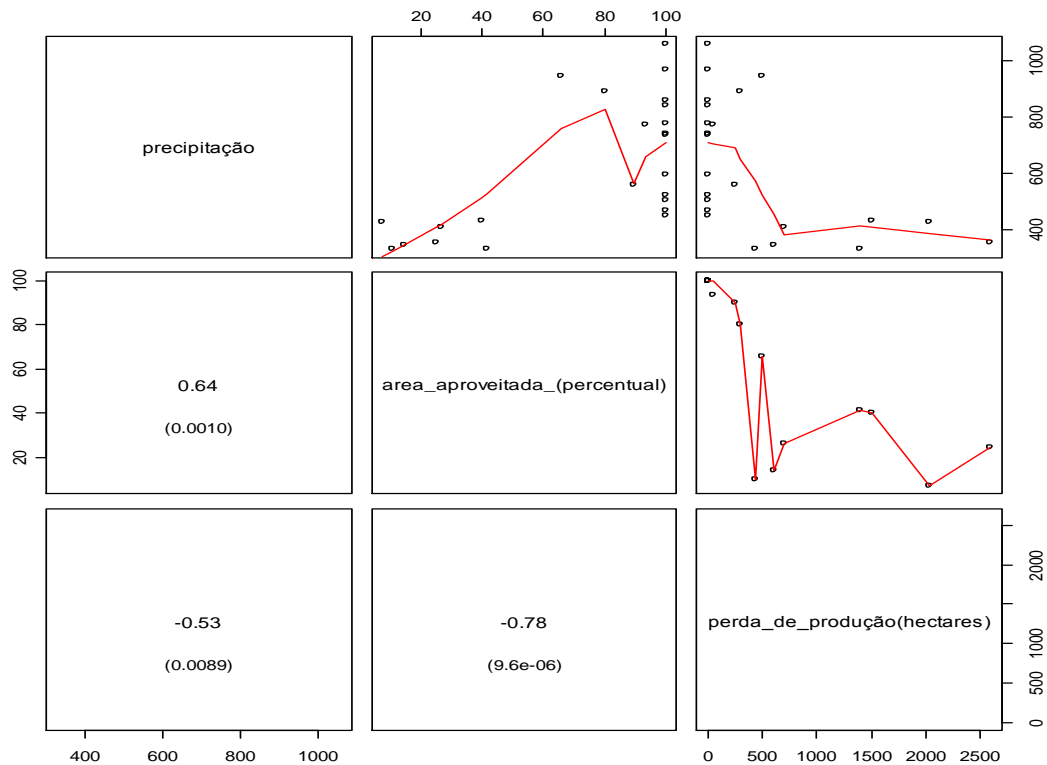 20 40 60 80 100
precipitação
400 600 800 1000
20 40 60 80 100
0.64
(0.0010)
area_aproveitada_(percentual)
-0.53
(0.0089)
-0.78
(9.6e-06)
perda_de_produção(hectares)
0 500 1000 2000
400 600 800 1000
0 500 1000 1500 2000 2500